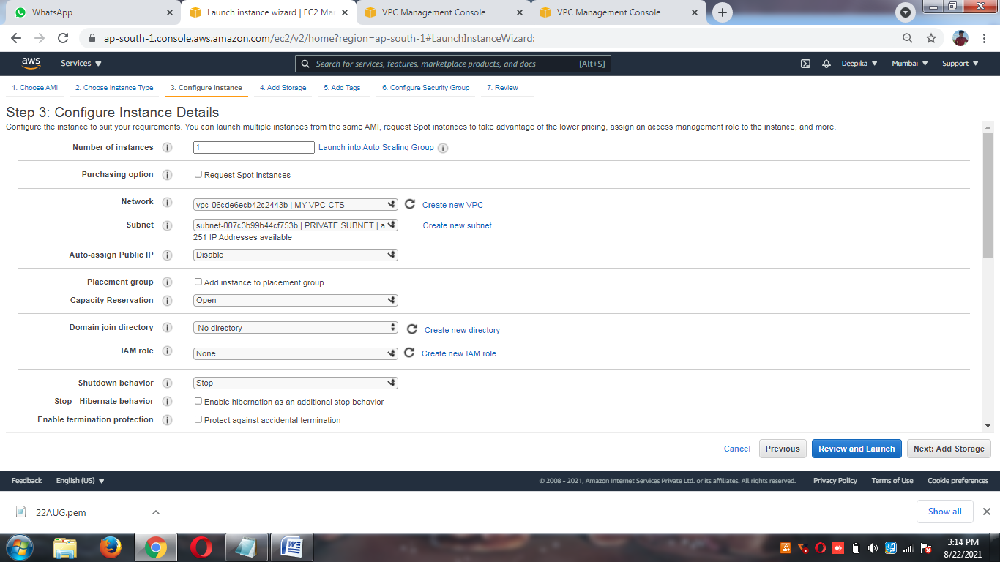 WhatsApp
Launch instance wizard | EC2 Mar
VPC Management Console
VPC Management Console
ap-south-1.console.aws.amazon.com/ec2/v2/home?region=ap-south-1#LaunchInstanceWizard:
aws
Services
Search for services, features, marketplace products, and docs
[Alt+S]
Deepika
Mumbai
Support
1. Choose AMI
2. Choose Instance Type
3. Configure Instance
4. Add Storage
5. Add Tags
6. Configure Security Group
7. Review
Step 3: Configure Instance Details
Configure the instance to suit your requirements. You can launch multiple instances from the same AMI, request Spot instances to take advantage of the lower pricing, assign an access management role to the instance, and more.
Number of instances 1 Launch into Auto Scaling Group
Purchasing option Request Spot instances
Network vpc-06cde6ecb42c2443b | MY-VPC-CTS Create new VPC
Subnet subnet-007c3b99b44cf753b | PRIVATE SUBNET | a Create new subnet
251 IP Addresses available
Auto-assign Public IP Disable
Placement group Add instance to placement group
Capacity Reservation Open
Domain join directory No directory Create new directory
IAM role None Create new IAM role
Shutdown behavior Stop
Stop - Hibernate behavior Enable hibernation as an additional stop behavior
Enable termination protection Protect against accidental termination
Cancel
Previous
Review and Launch
Next: Add Storage
Feedback
English (US)
© 2008 - 2021, Amazon Internet Services Private Ltd. or its affiliates. All rights reserved.
Privacy Policy
Terms of Use
Cookie preferences
22AUG.pem
Show all
3:14 PM
8/22/2021